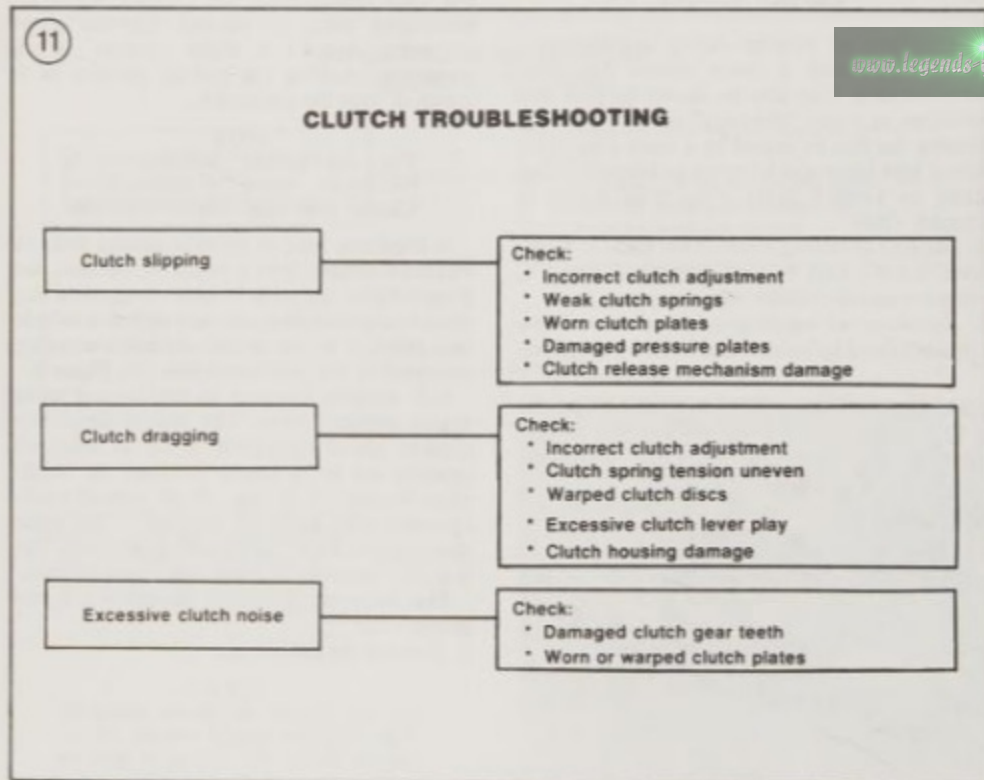 11
www.legends-
CLUTCH TROUBLESHOOTING
Clutch slipping
Check:
* Incorrect clutch adjustment
* Weak clutch springs
* Worn clutch plates
* Damaged pressure plates
* Clutch release mechanism damage
Clutch dragging
Check:
* Incorrect clutch adjustment
* Clutch spring tension uneven
* Warped clutch discs
* Excessive clutch lever play
* Clutch housing damage
Excessive clutch noise
Check:
* Damaged clutch gear teeth
* Worn or warped clutch plates